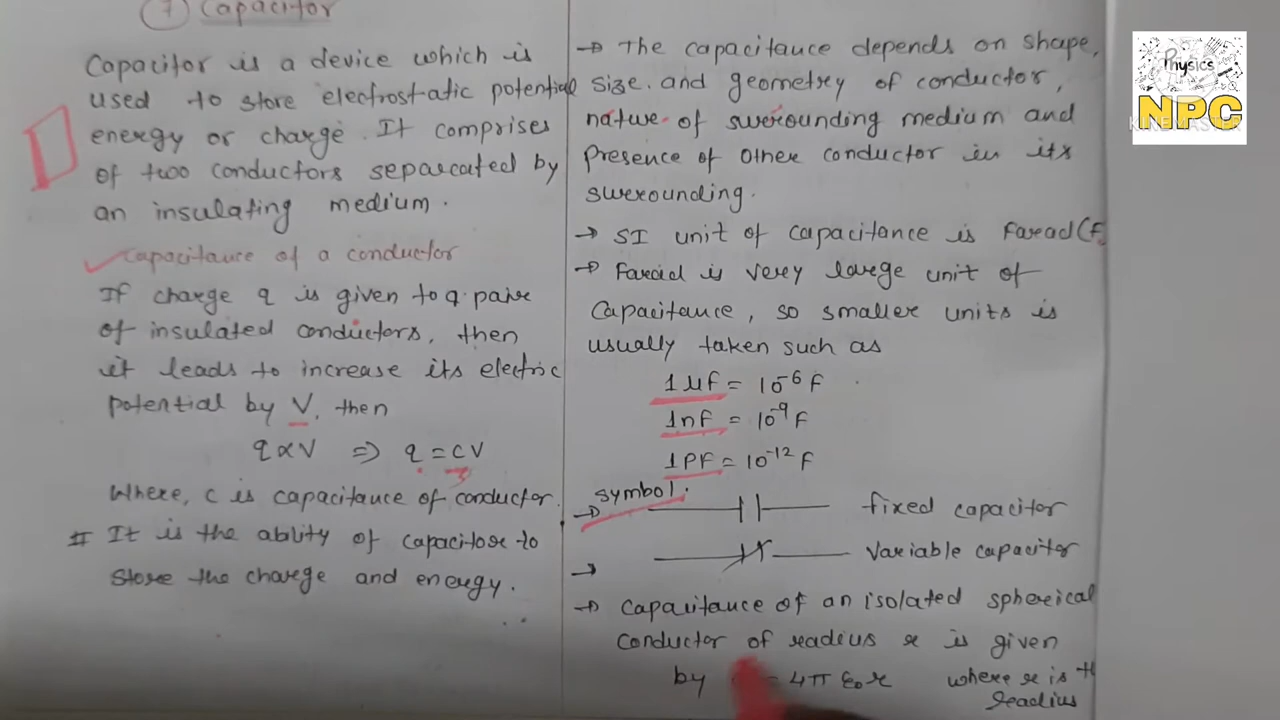 7 Capacitor
Capacitor is a device which is
used to store electrostatic potential
energy or charge. It comprises
of two conductors separated by
an insulating medium.
Capacitance of a conductor
If charge q is given to q pair
of insulated conductors, then
it leads to increase its electric
potential by V, then
q ∝ V ⇒ q = CV
Where, C is capacitance of conductor.
# It is the ability of capacitor to
store the charge and energy.
→ The capacitance depends on shape,
size and geometry of conductor,
nature of surrounding medium and
presence of other conductor in its
surrounding.
→ SI unit of capacitance is Farad (F
→ Farad is very large unit of
Capacitance, so smaller units is
usually taken such as
1 μF = 10⁻⁶ F
1nF = 10⁻⁹ F
1PF = 10⁻¹² F
→ symbol.
fixed capacitor
→ Variable capacitor
→ Capacitance of an isolated spherical
Conductor of radius r is given
by = 4π ε₀ r where r is
radius
Physics
NPC